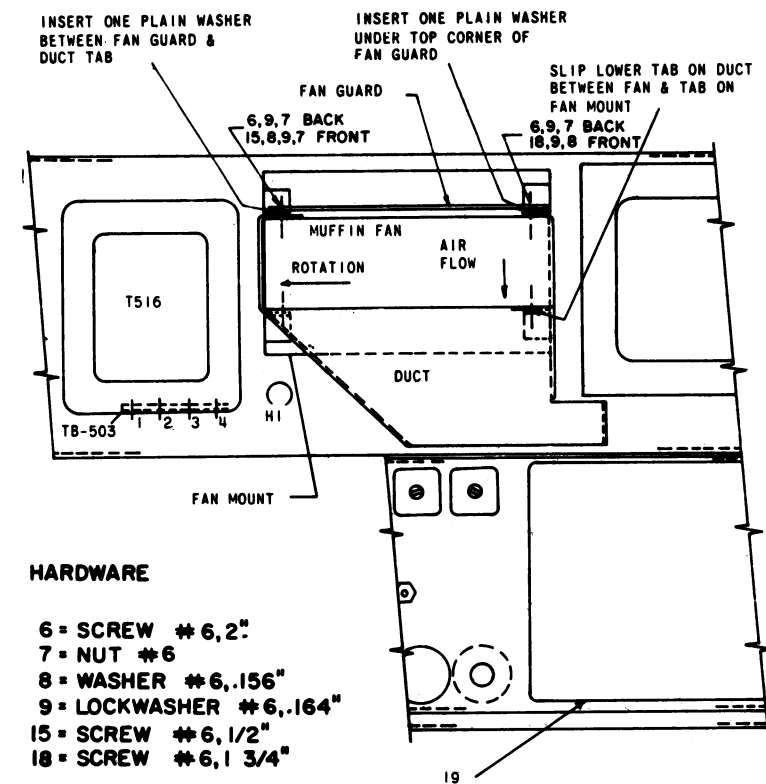 INSERT ONE PLAIN WASHER
BETWEEN FAN GUARD &
DUCT TAB
INSERT ONE PLAIN WASHER
UNDER TOP CORNER OF
FAN GUARD
SLIP LOWER TAB ON DUCT
BETWEEN FAN & TAB ON
FAN MOUNT
FAN GUARD
6,9,7 BACK
15,8,9,7 FRONT
6,9,7 BACK
18,9,8 FRONT
MUFFIN FAN
ROTATION
AIR
FLOW
T516
DUCT
TB-503
1 2 3 4
H1
FAN MOUNT
HARDWARE
6 = SCREW #6,2"
7 = NUT #6
8 = WASHER #6,.156"
9 = LOCKWASHER #6,.164"
15 = SCREW #6,1/2"
18 = SCREW #6,1 3/4"
19